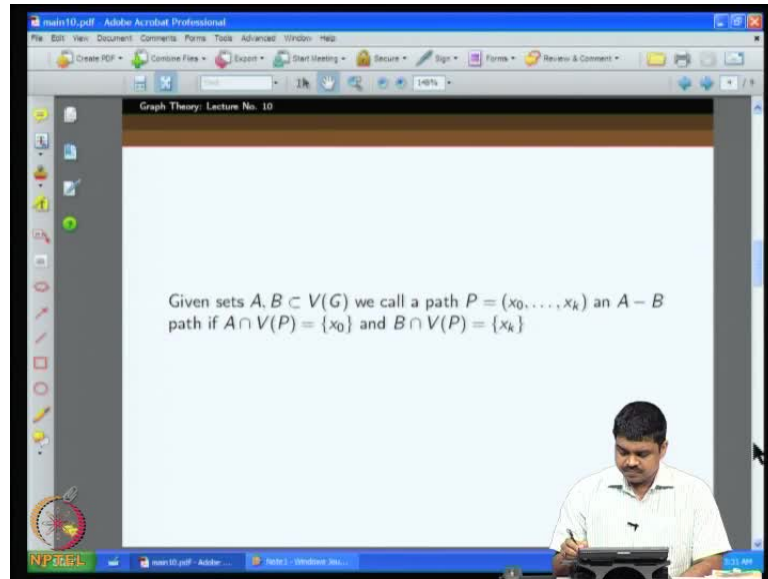 main10.pdf - Adobe Acrobat Professional
File Edit View Document Comments Forms Tools Advanced Window Help
Create PDF Combine Files Export Start Meeting Secure Sign Forms Review & Comment
146%
Graph Theory: Lecture No. 10
Given sets A, B ⊂ V(G) we call a path P = (x₀, . . . , xₖ) an A − B
path if A ∩ V(P) = {x₀} and B ∩ V(P) = {xₖ}
NPTEL
main10.pdf - Adobe ...
Note1 - Windows Jou...